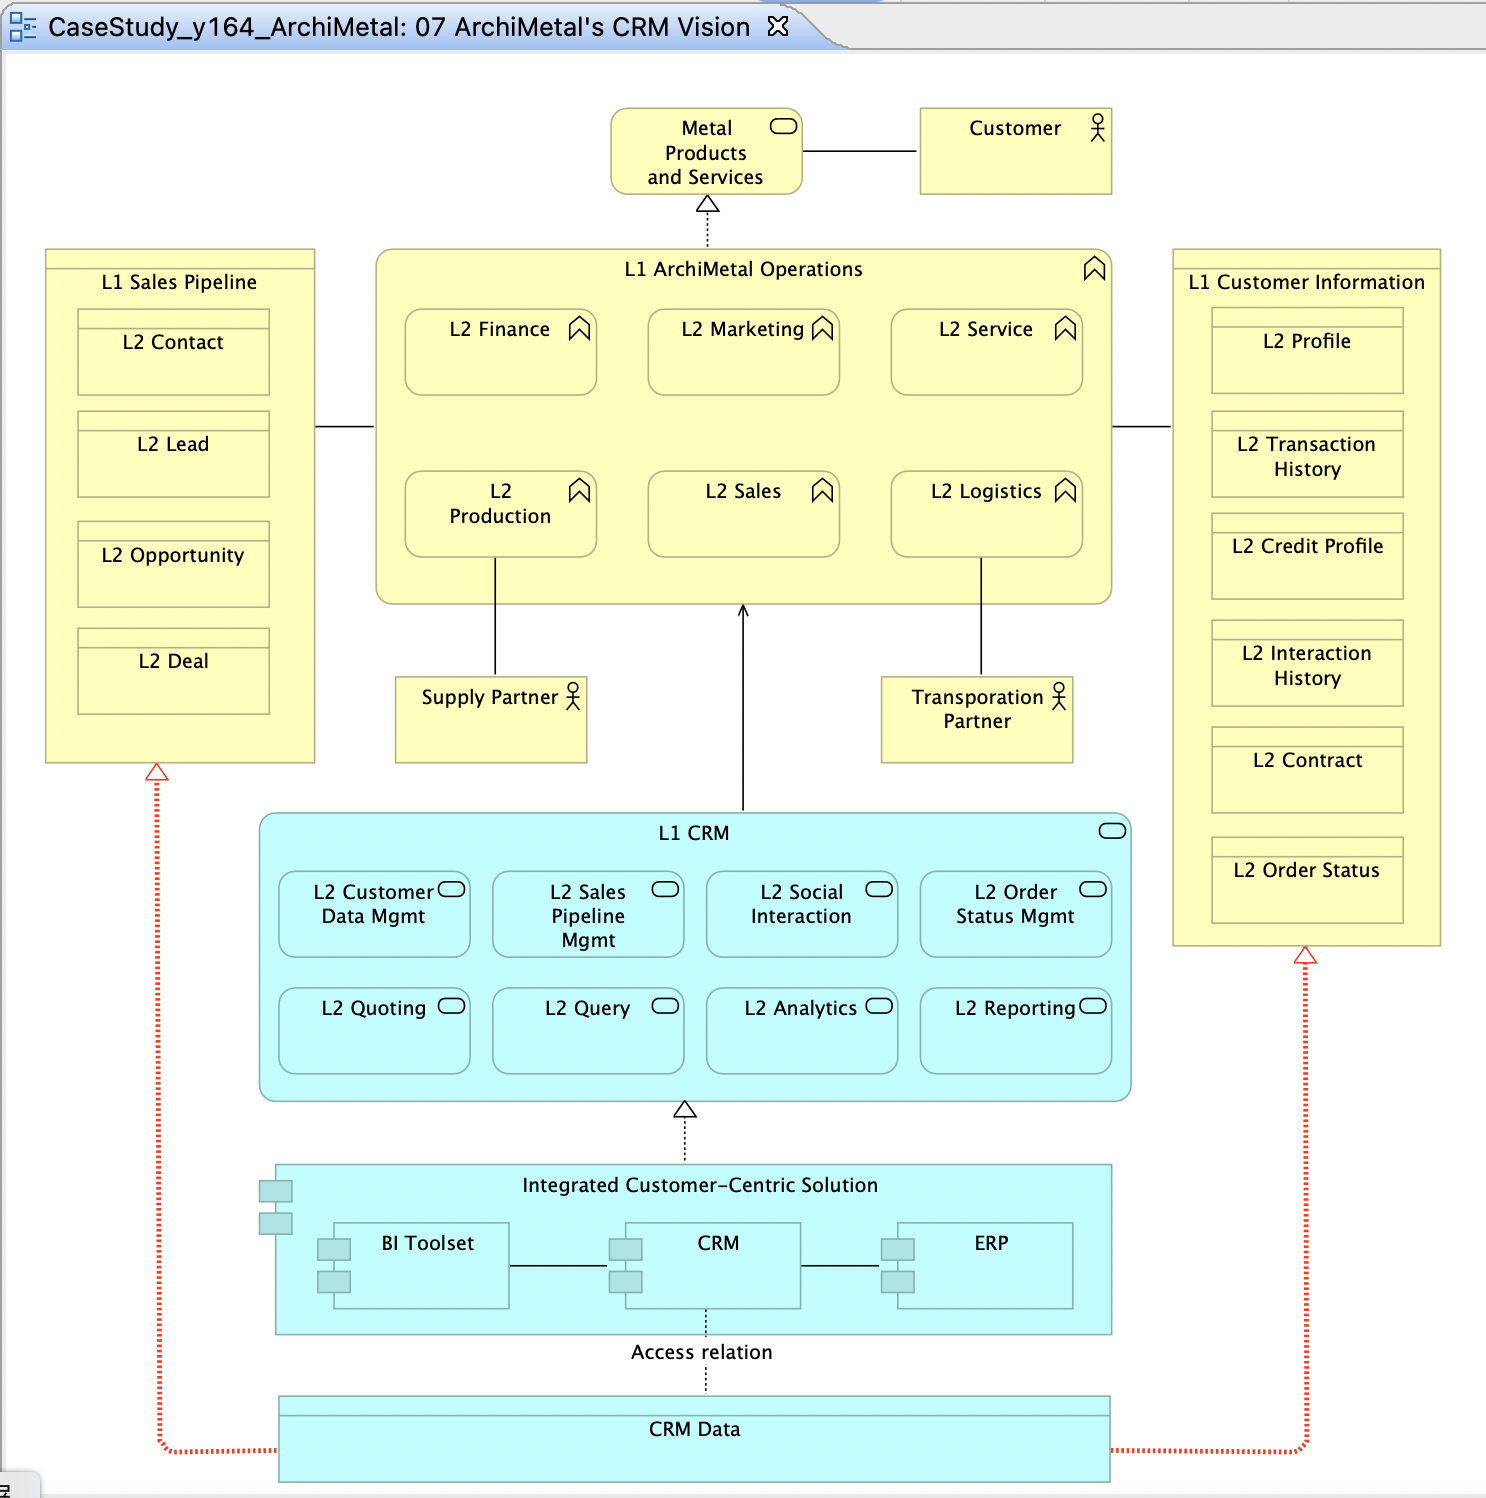 CaseStudy_y164_ArchiMetal: 07 ArchiMetal's CRM Vision
Metal
Products
and Services
Customer
L1 Sales Pipeline
L2 Contact
L2 Lead
L2 Opportunity
L2 Deal
L1 ArchiMetal Operations
L2 Finance
L2 Marketing
L2 Service
L2
Production
L2 Sales
L2 Logistics
L1 Customer Information
L2 Profile
L2 Transaction
History
L2 Credit Profile
L2 Interaction
History
L2 Contract
L2 Order Status
Supply Partner
Transporation
Partner
L1 CRM
L2 Customer
Data Mgmt
L2 Sales
Pipeline
Mgmt
L2 Social
Interaction
L2 Order
Status Mgmt
L2 Quoting
L2 Query
L2 Analytics
L2 Reporting
Integrated Customer-Centric Solution
BI Toolset
CRM
ERP
Access relation
CRM Data